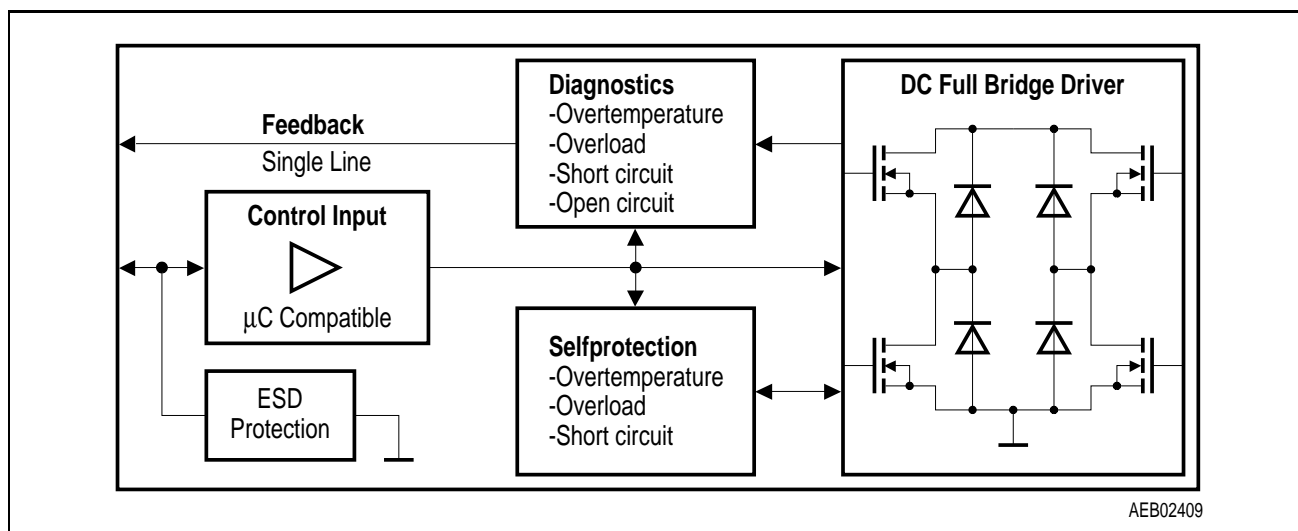 Diagnostics
-Overtemperature
-Overload
-Short circuit
-Open circuit
DC Full Bridge Driver
Feedback
Single Line
Control Input
μC Compatible
Selfprotection
-Overtemperature
-Overload
-Short circuit
ESD
Protection
AEB02409